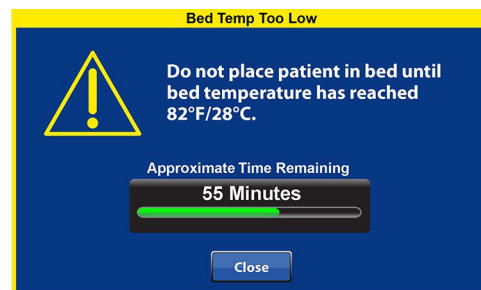 Bed Temp Too Low
Do not place patient in bed until
bed temperature has reached
82°F/28°C.
Approximate Time Remaining
55 Minutes
Close